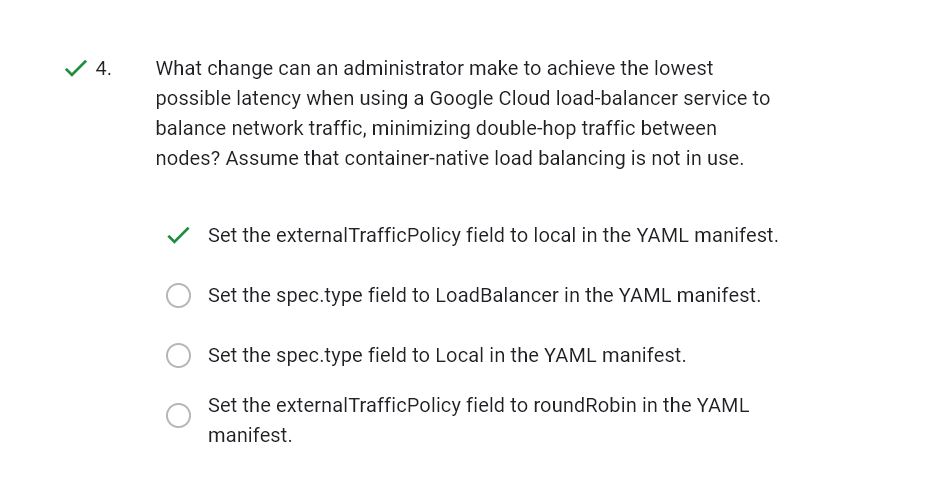 4. What change can an administrator make to achieve the lowest
possible latency when using a Google Cloud load-balancer service to
balance network traffic, minimizing double-hop traffic between
nodes? Assume that container-native load balancing is not in use.
Set the externalTrafficPolicy field to local in the YAML manifest.
Set the spec.type field to LoadBalancer in the YAML manifest.
Set the spec.type field to Local in the YAML manifest.
Set the externalTrafficPolicy field to roundRobin in the YAML
manifest.